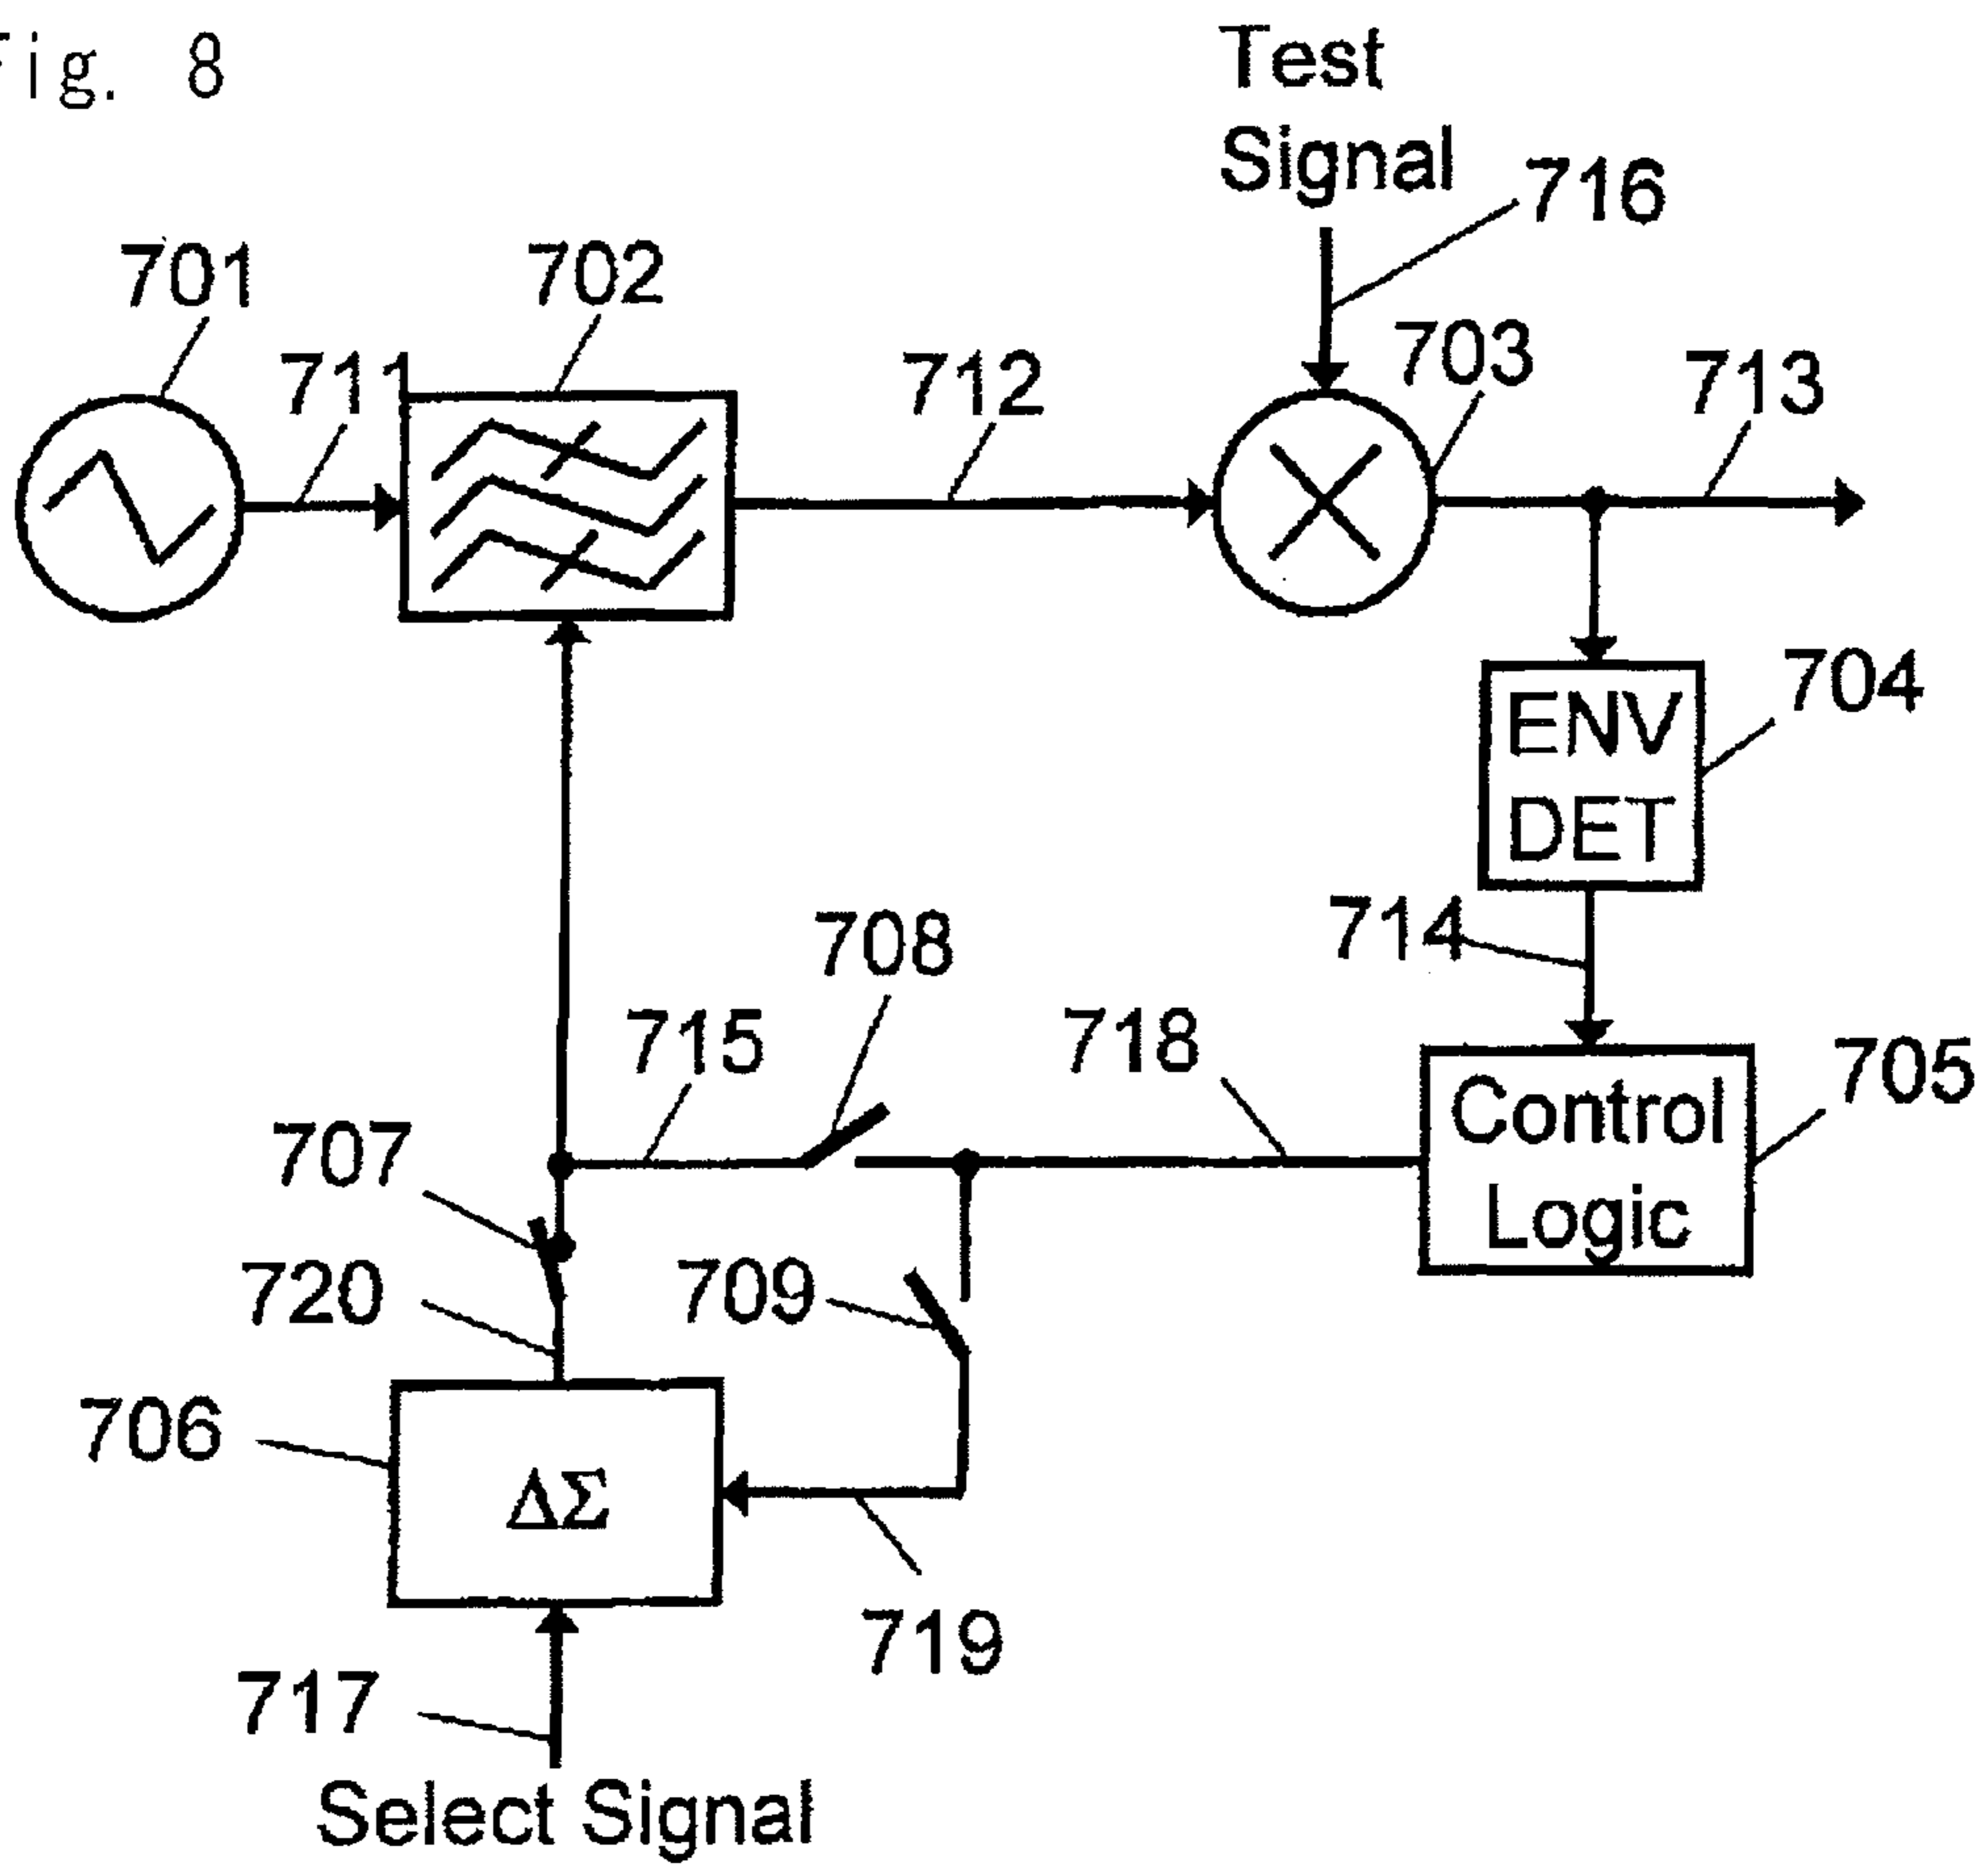 Fig. 8
Test
Signal
716
701
702
711
712
703
713
ENV
DET
704
714
708
715
718
Control
Logic
705
707
720
709
706
ΔΣ
719
717
Select Signal